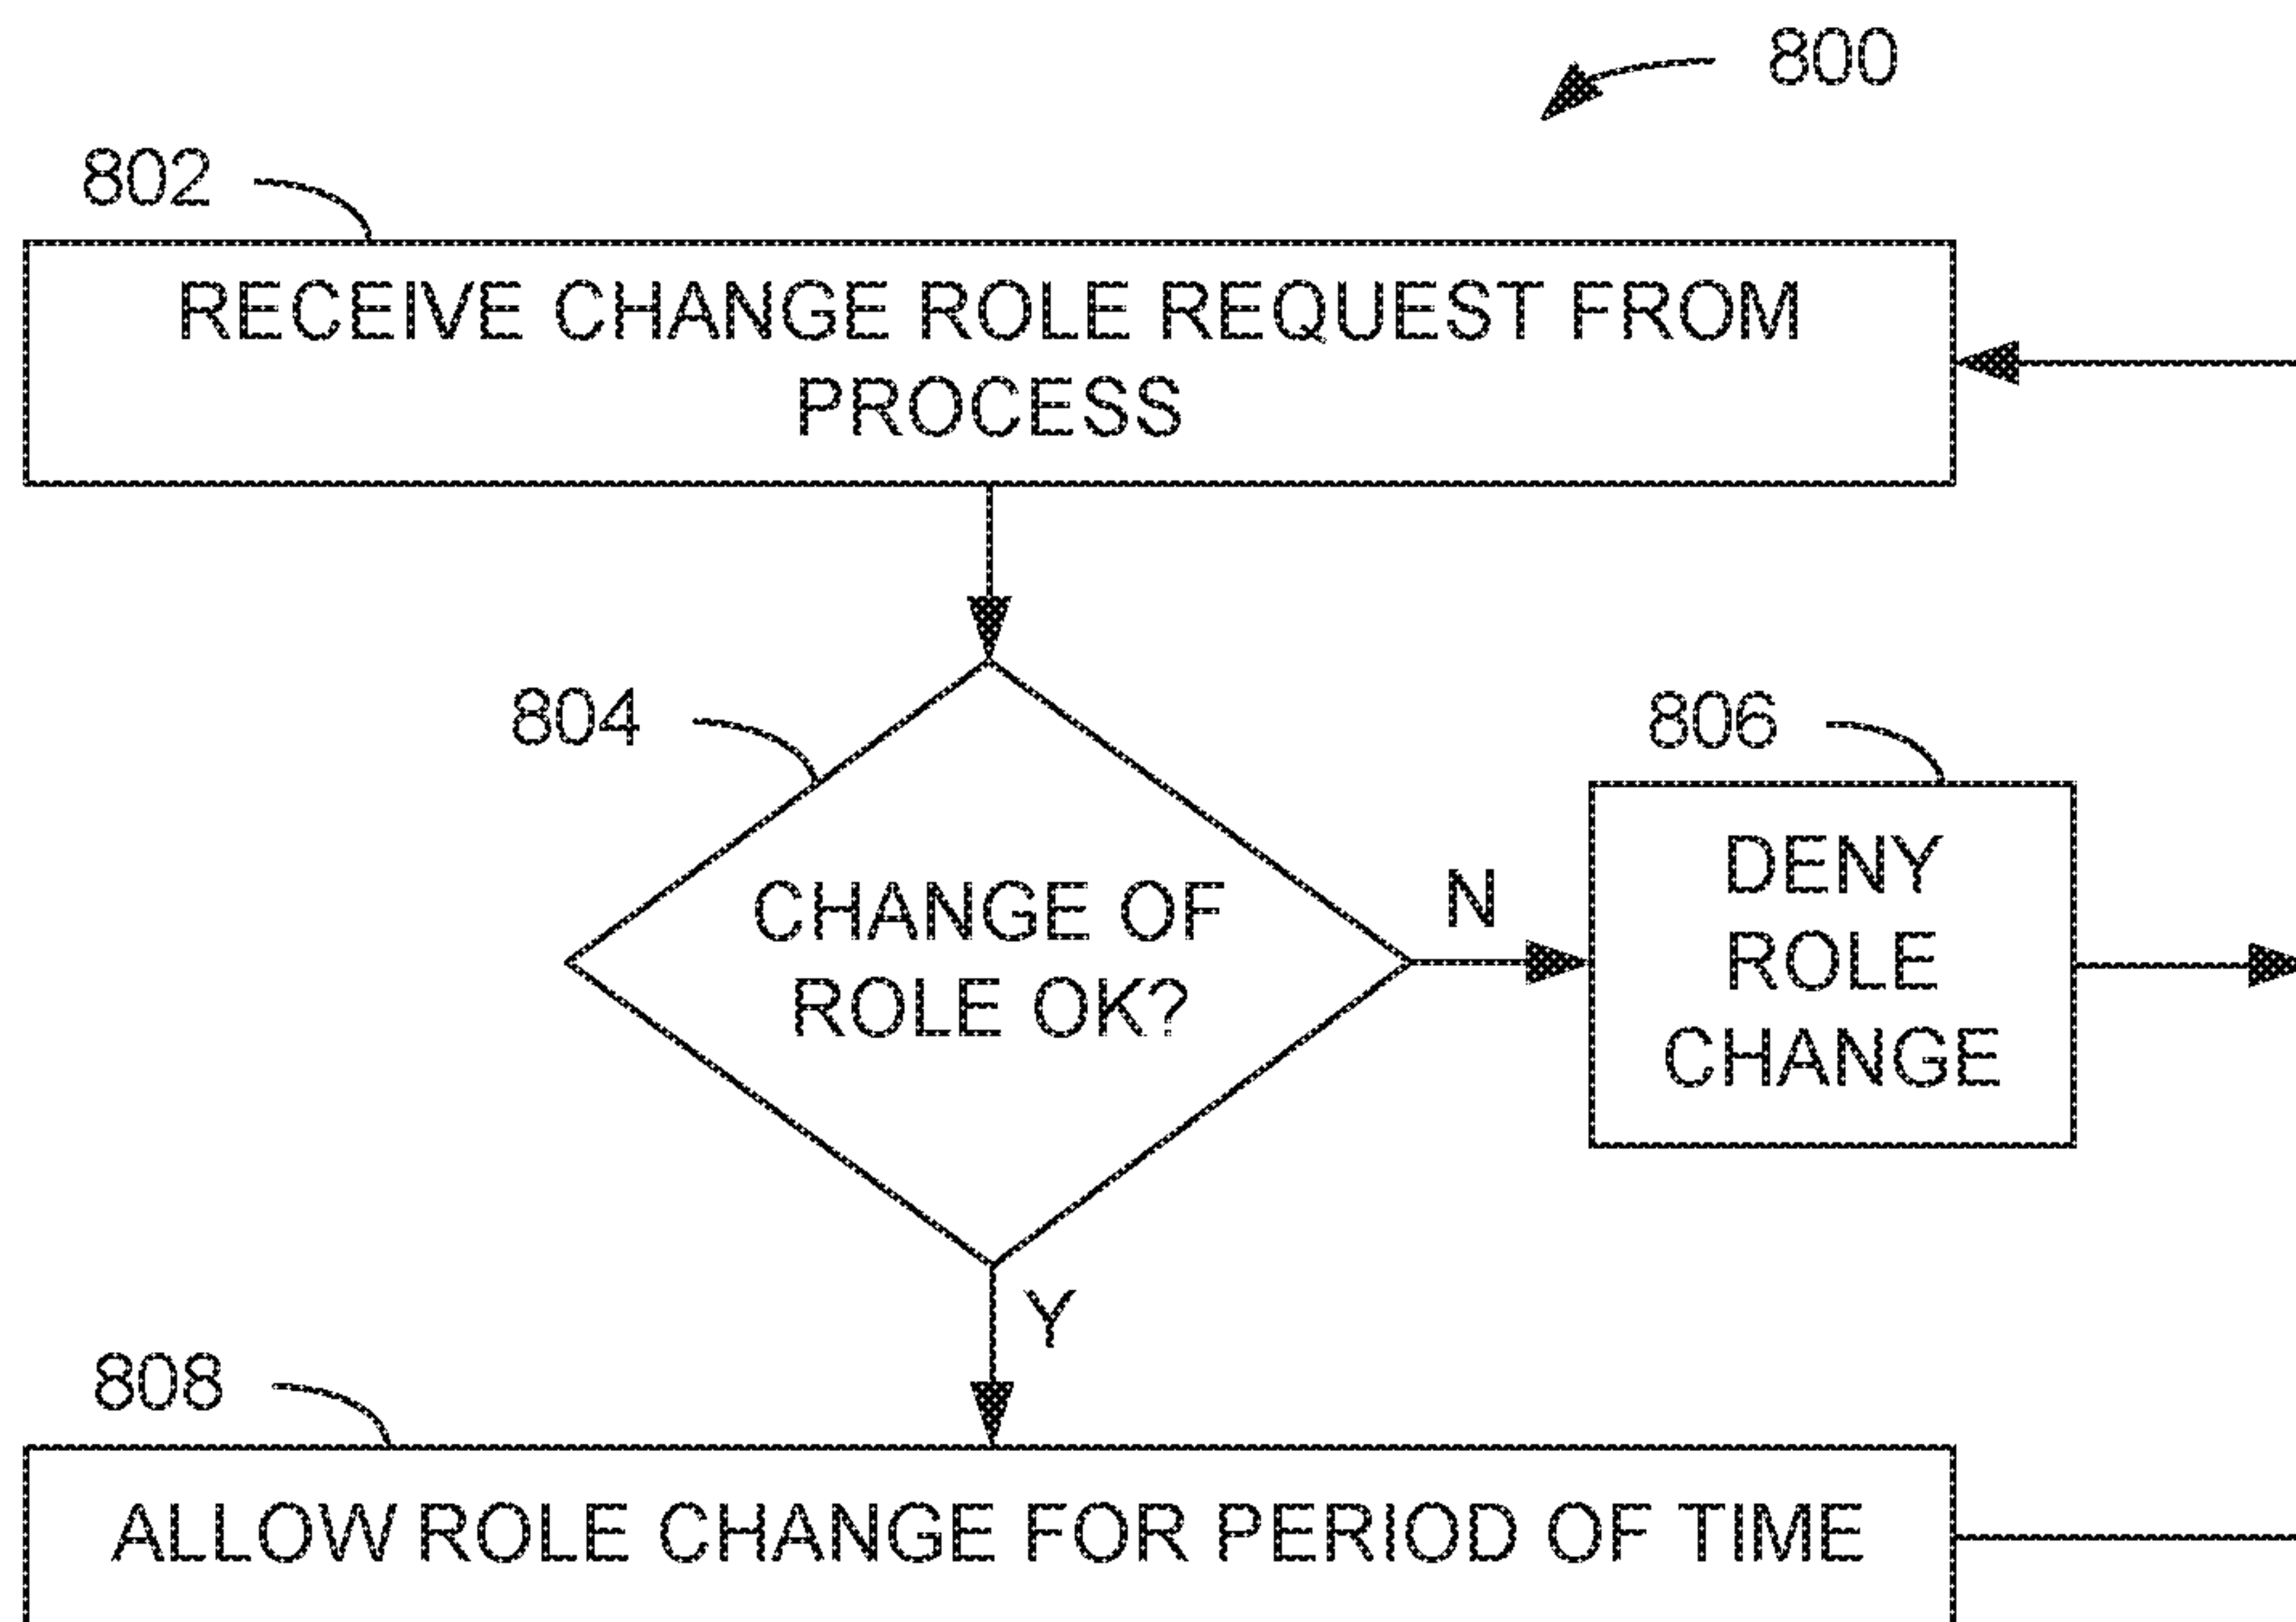 800
802
RECEIVE CHANGE ROLE REQUEST FROM
PROCESS
804
CHANGE OF
ROLE OK?
N
806
DENY
ROLE
CHANGE
Y
808
ALLOW ROLE CHANGE FOR PERIOD OF TIME